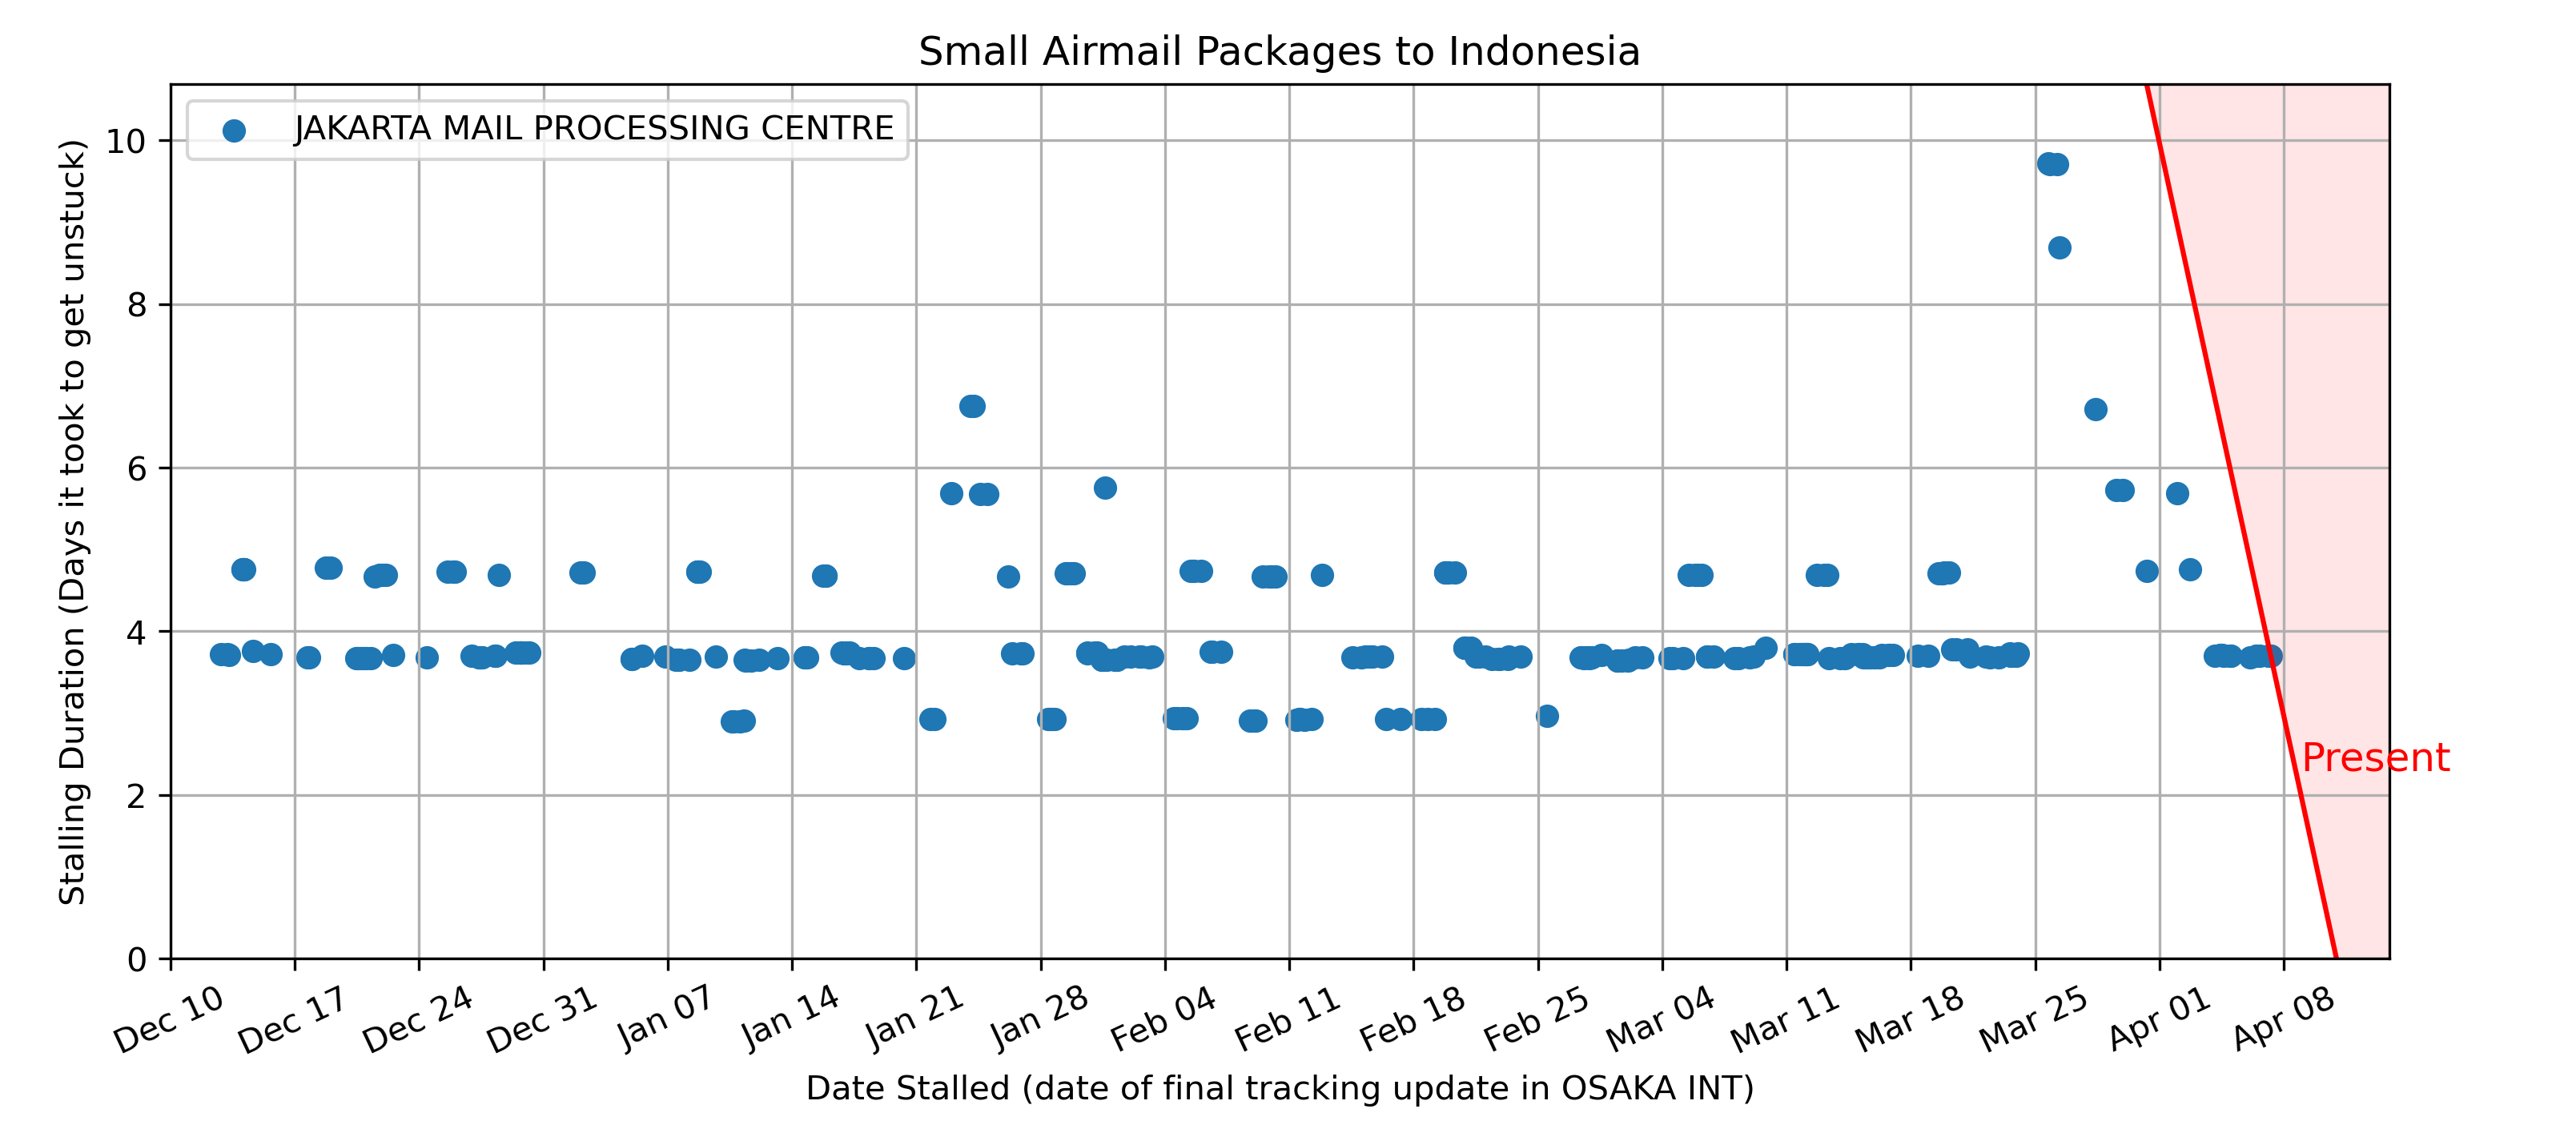 Small Airmail Packages to Indonesia
JAKARTA MAIL PROCESSING CENTRE
Stalling Duration (Days it took to get unstuck)
10
8
6
4
2
0
Present
Dec 10
Dec 17
Dec 24
Dec 31
Jan 07
Jan 14
Jan 21
Jan 28
Feb 04
Feb 11
Feb 18
Feb 25
Mar 04
Mar 11
Mar 18
Mar 25
Apr 01
Apr 08
Date Stalled (date of final tracking update in OSAKA INT)